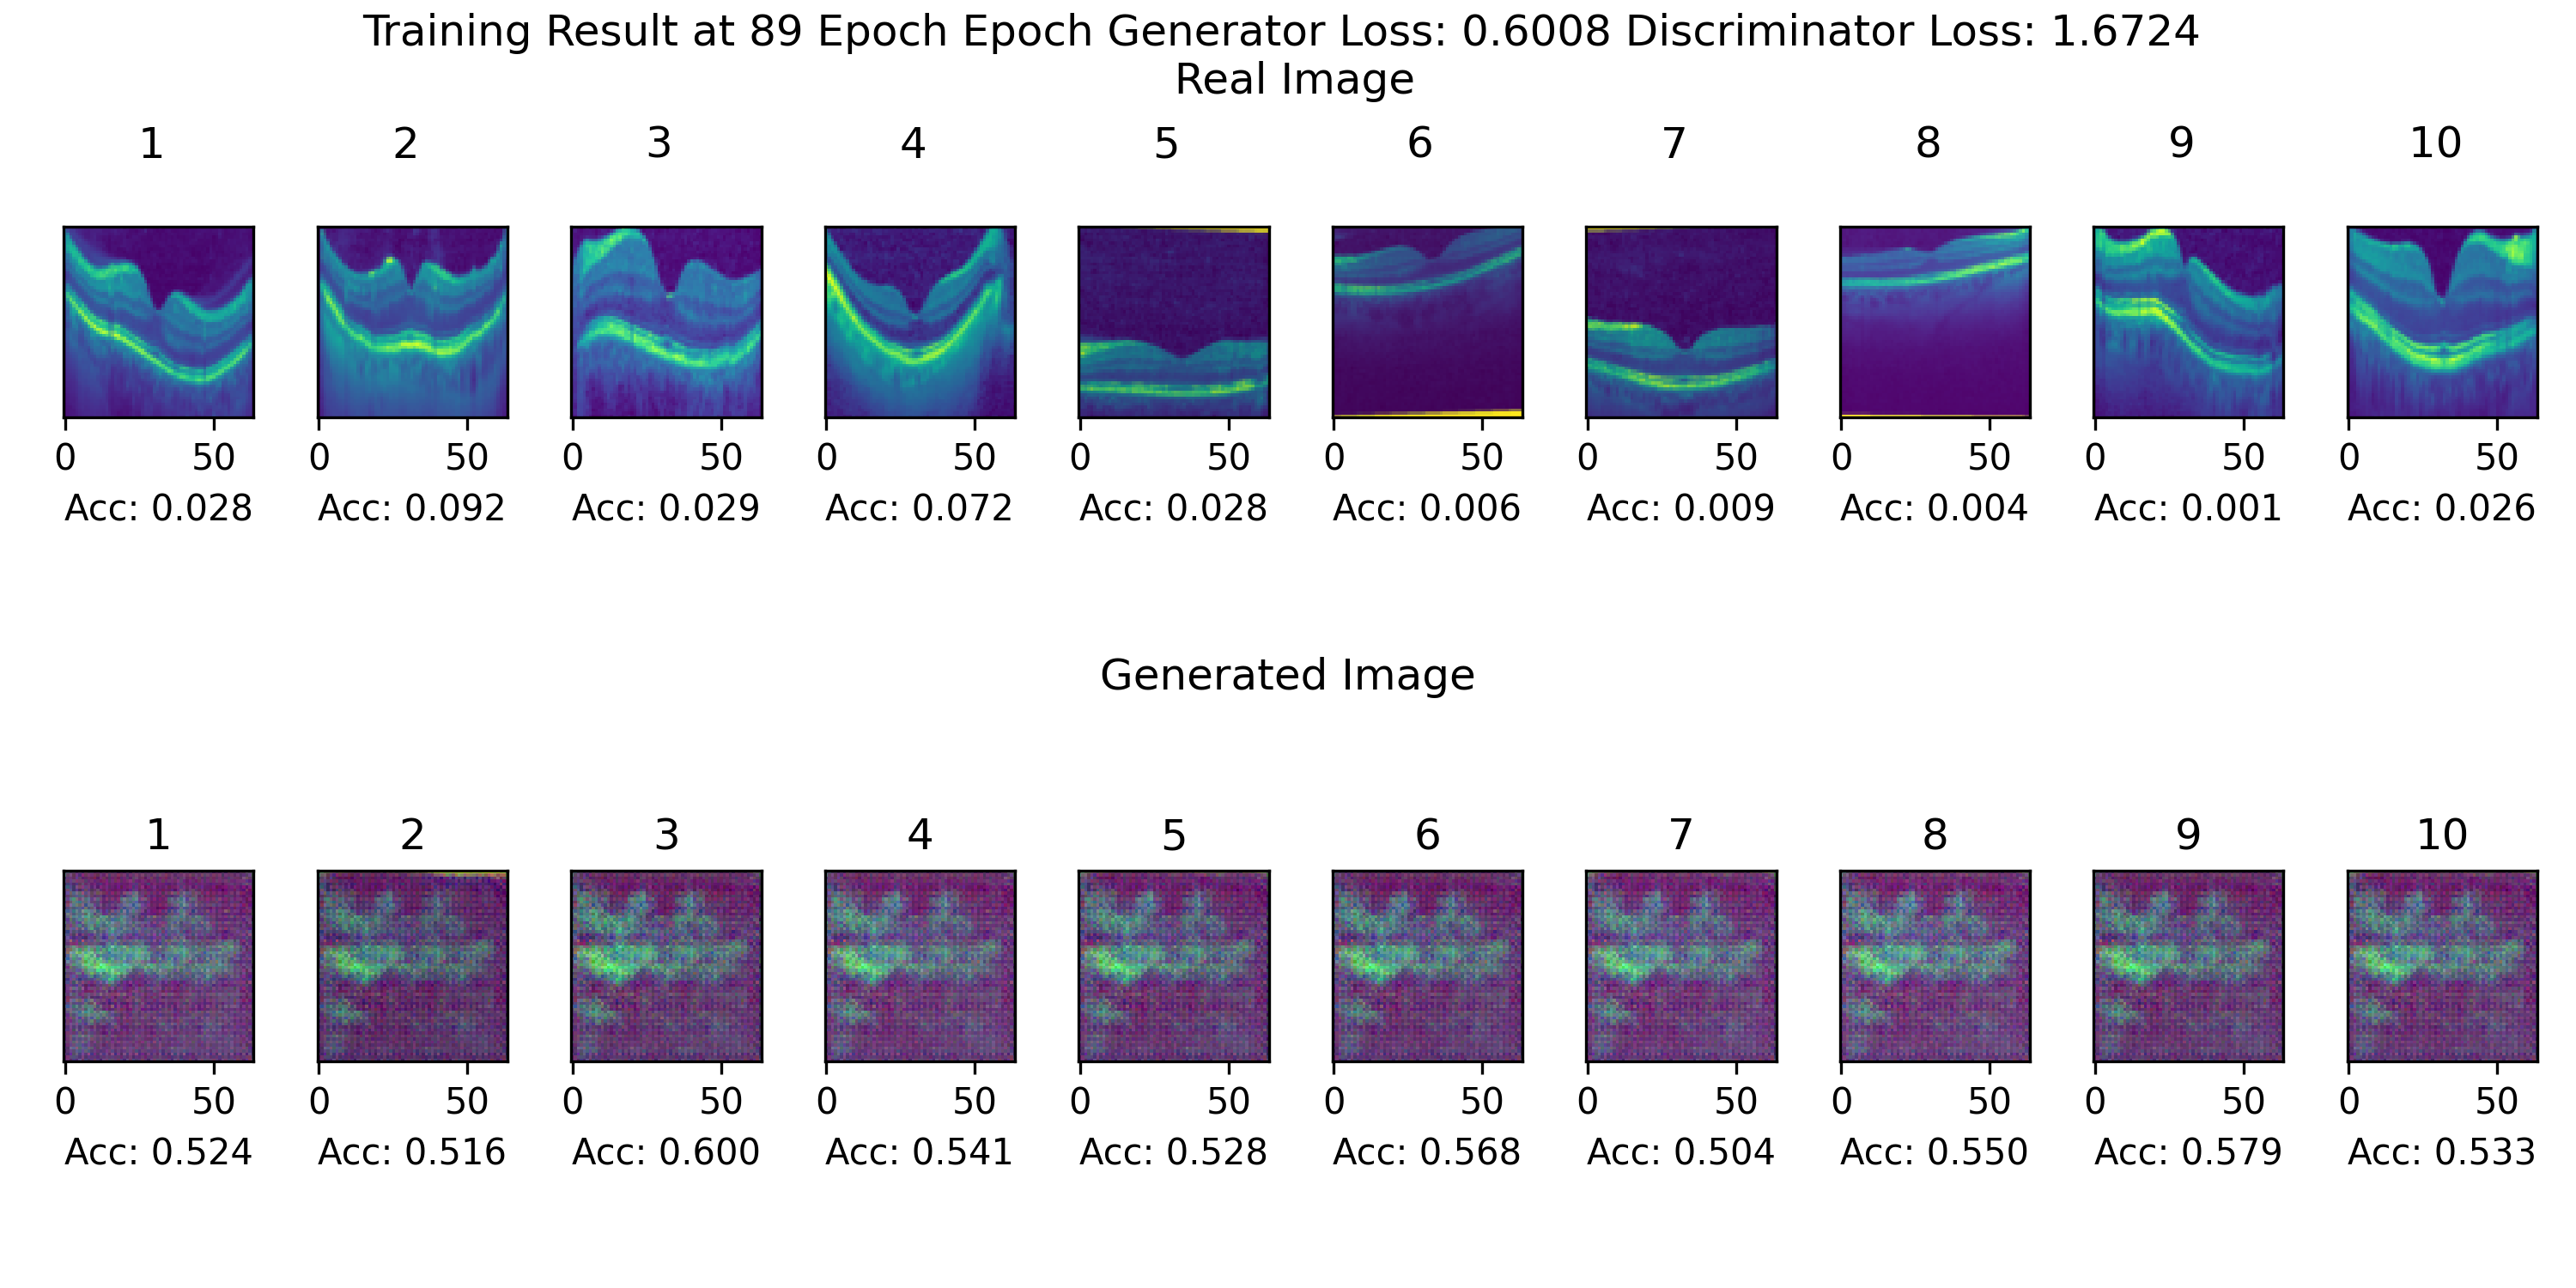 Training Result at 89 Epoch Epoch Generator Loss: 0.6008 Discriminator Loss: 1.6724
Real Image
1 2 3 4 5 6 7 8 9 10
0 50 0 50 0 50 0 50 0 50 0 50 0 50 0 50 0 50 0 50
Acc: 0.028 Acc: 0.092 Acc: 0.029 Acc: 0.072 Acc: 0.028 Acc: 0.006 Acc: 0.009 Acc: 0.004 Acc: 0.001 Acc: 0.026
Generated Image
1 2 3 4 5 6 7 8 9 10
0 50 0 50 0 50 0 50 0 50 0 50 0 50 0 50 0 50 0 50
Acc: 0.524 Acc: 0.516 Acc: 0.600 Acc: 0.541 Acc: 0.528 Acc: 0.568 Acc: 0.504 Acc: 0.550 Acc: 0.579 Acc: 0.533